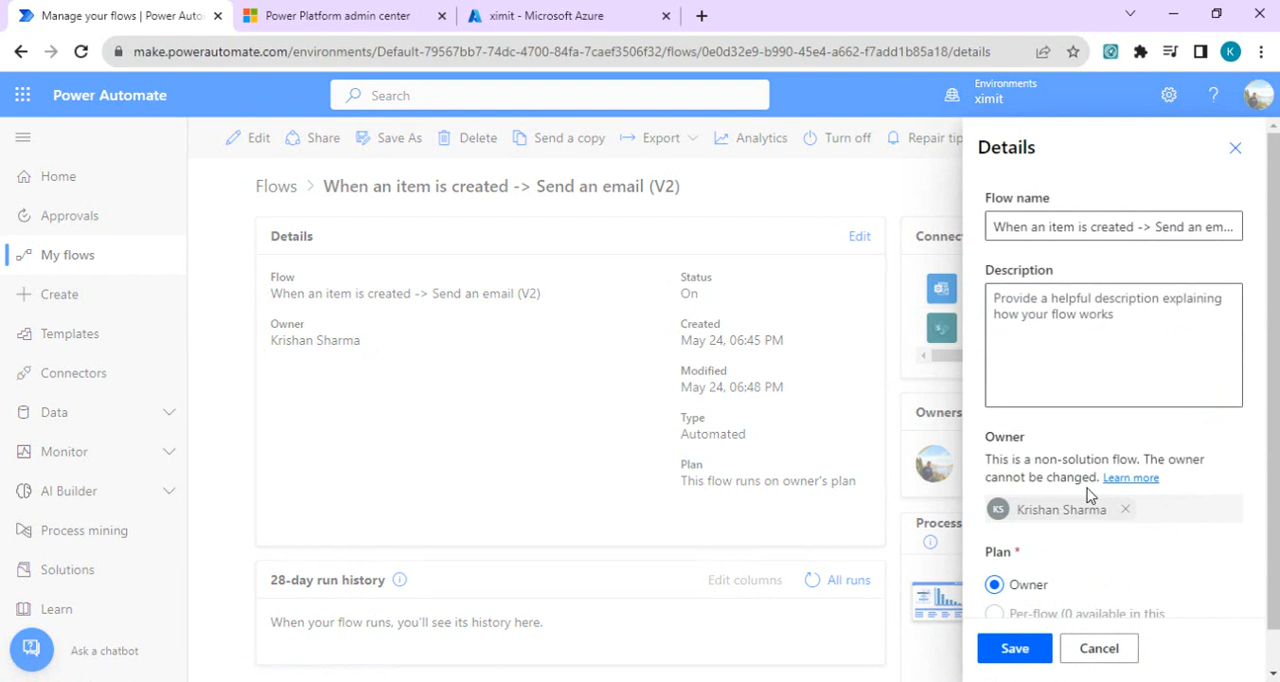 Manage your flows | Power Auto
Power Platform admin center
ximit - Microsoft Azure
make.powerautomate.com/environments/Default-79567bb7-74dc-4700-84fa-7caef3506f32/flows/0e0d32e9-b990-45e4-a662-f7add1b85a18/details
K
Power Automate
Search
Environments
ximit
Home
Approvals
My flows
Create
Templates
Connectors
Data
Monitor
AI Builder
Process mining
Solutions
Learn
Ask a chatbot
Edit
Share
Save As
Delete
Send a copy
Export
Analytics
Turn off
Repair tip
Flows > When an item is created -> Send an email (V2)
Details
Edit
Flow
When an item is created -> Send an email (V2)
Owner
Krishan Sharma
Status
On
Created
May 24, 06:45 PM
Modified
May 24, 06:48 PM
Type
Automated
Plan
This flow runs on owner's plan
28-day run history
Edit columns
All runs
When your flow runs, you'll see its history here.
Connec
Owners
Process
Details
Flow name
When an item is created -> Send an em...
Description
Provide a helpful description explaining
how your flow works
Owner
This is a non-solution flow. The owner
cannot be changed. Learn more
KS Krishan Sharma
Plan *
Owner
Per-flow (0 available in this
Save
Cancel